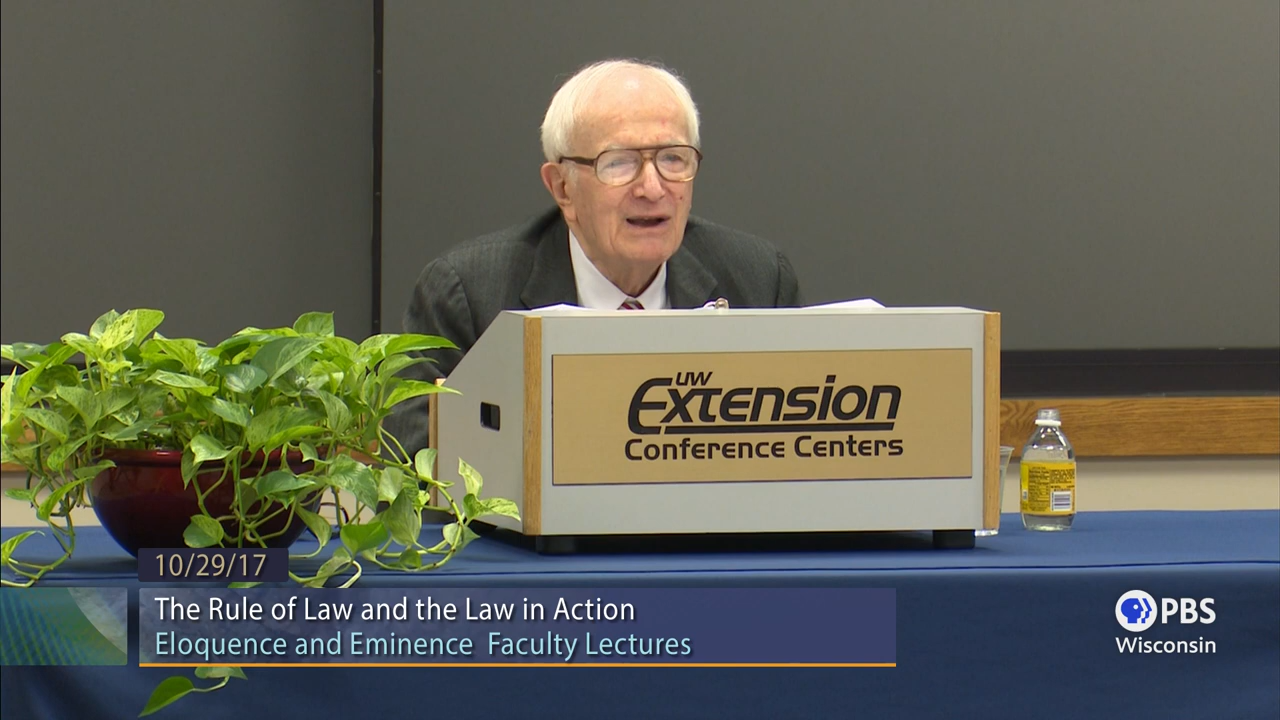 UW
Extension
Conference Centers
10/29/17
The Rule of Law and the Law in Action
Eloquence and Eminence Faculty Lectures
PBS
Wisconsin